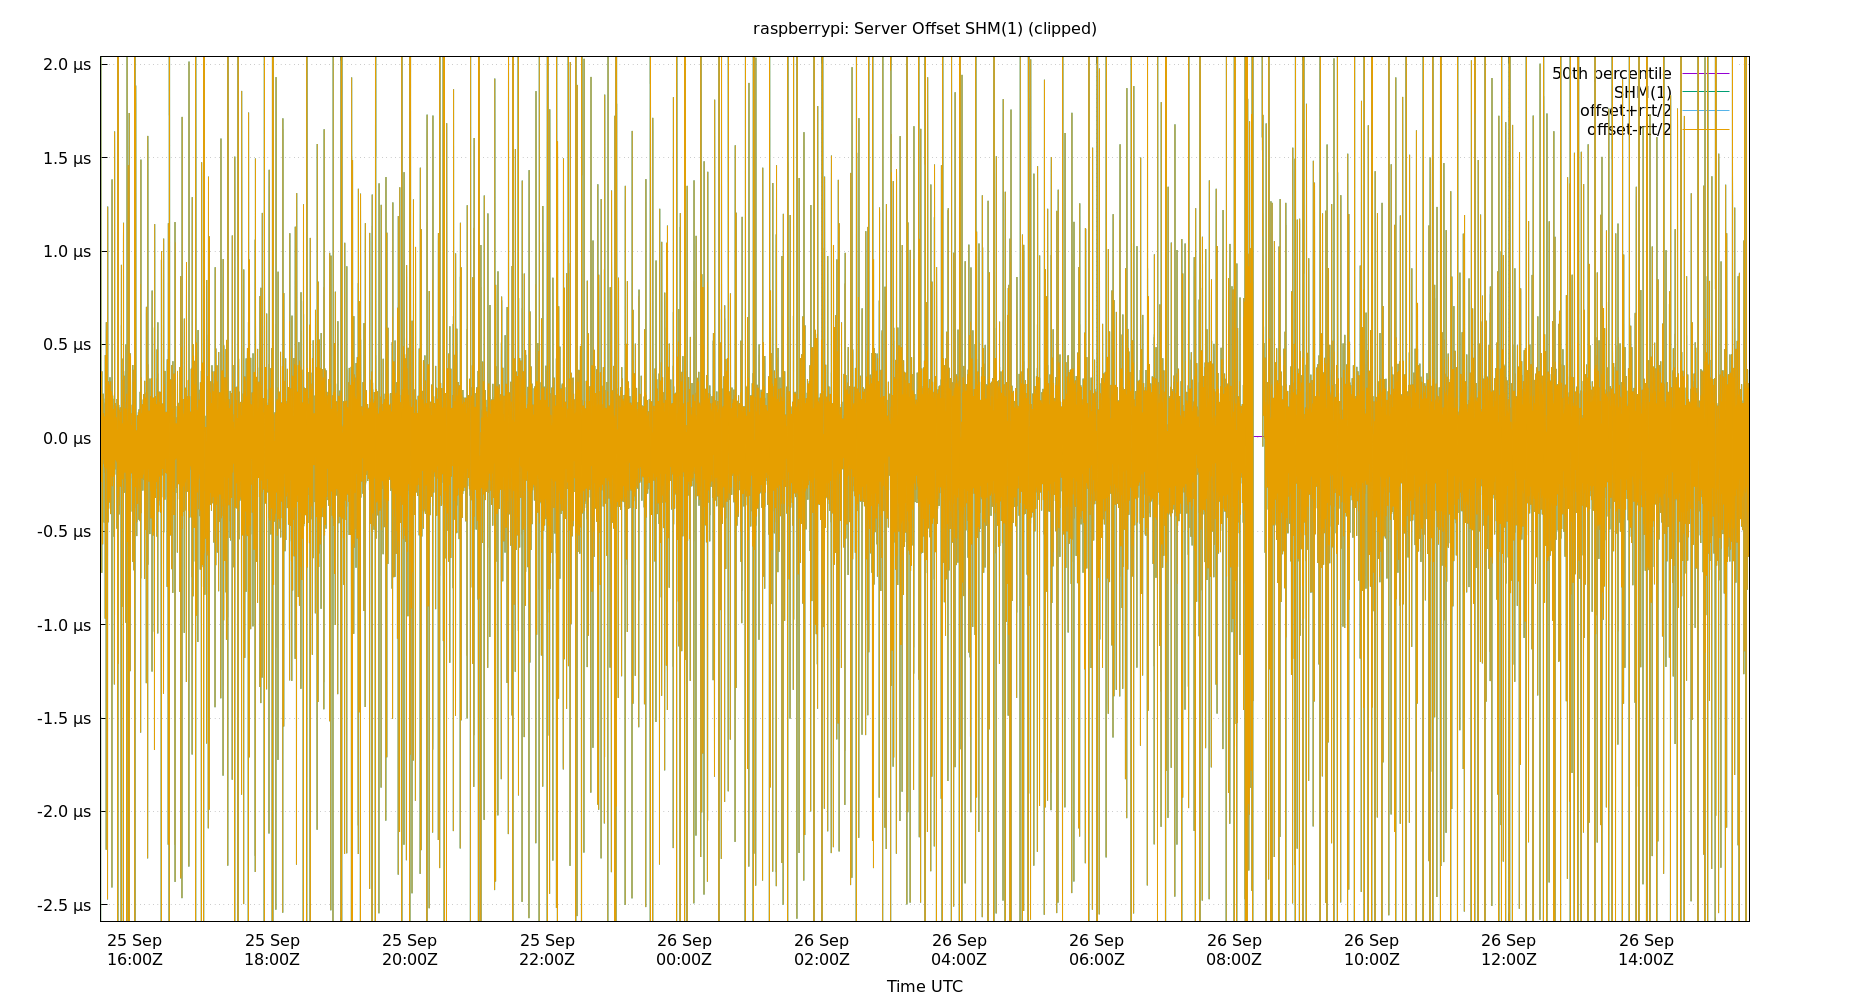 raspberrypi: Server Offset SHM(1) (clipped)
2.0 µs
1.5 µs
1.0 µs
0.5 µs
0.0 µs
-0.5 µs
-1.0 µs
-1.5 µs
-2.0 µs
-2.5 µs
50th percentile
SHM(1)
offset+rtt/2
offset-rtt/2
25 Sep 25 Sep 25 Sep 25 Sep 26 Sep 26 Sep 26 Sep 26 Sep 26 Sep 26 Sep 26 Sep 26 Sep
16:00Z 18:00Z 20:00Z 22:00Z 00:00Z 02:00Z 04:00Z 06:00Z 08:00Z 10:00Z 12:00Z 14:00Z
Time UTC